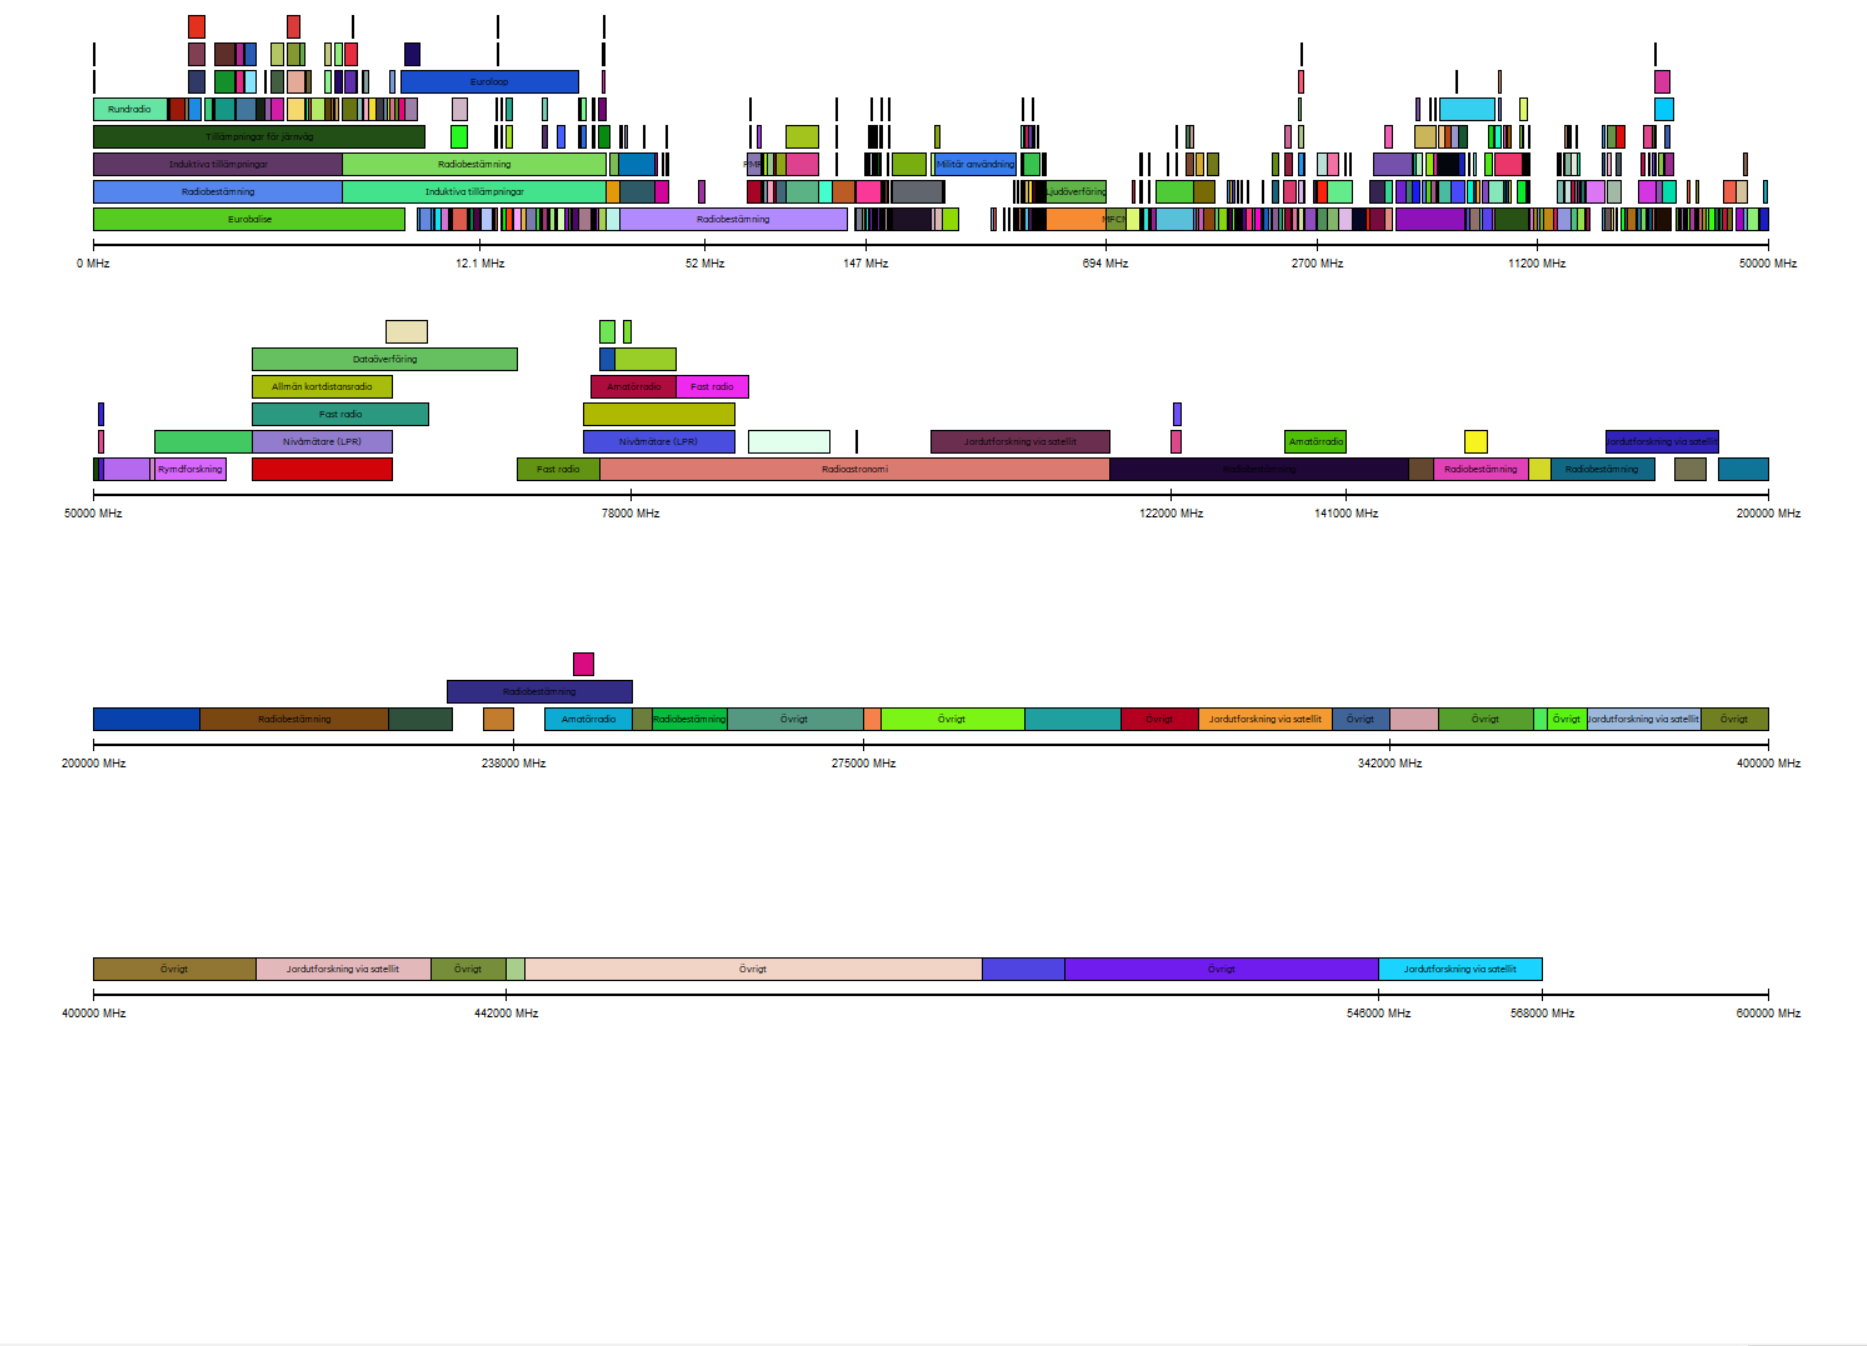 Euroloop
Rundradio
Tillämpningar för järnväg
Induktiva tillämpningar
Radiobestämning
PMR
Militär användning
Radiobestämning
Induktiva tillämpningar
Ljudöverföring
Eurobalise
Radiobestämning
MFCN
0 MHz
12.1 MHz
52 MHz
147 MHz
694 MHz
2700 MHz
11200 MHz
50000 MHz
Dataöverföring
Allmän kortdistansradio
Amatörradio
Fast radio
Fast radio
Nivåmätare (LPR)
Nivåmätare (LPR)
Jordutforskning via satellit
Amatörradio
Jordutforskning via satellit
Rymdforskning
Fast radio
Radioastronomi
Radiobestämning
Radiobestämning
Radiobestämning
50000 MHz
78000 MHz
122000 MHz
141000 MHz
200000 MHz
Radiobestämning
Radiobestämning
Amatörradio
Radiobestämning
Övrigt
Övrigt
Övrigt
Jordutforskning via satellit
Övrigt
Övrigt
Övrigt
Jordutforskning via satellit
Övrigt
200000 MHz
238000 MHz
275000 MHz
342000 MHz
400000 MHz
Övrigt
Jordutforskning via satellit
Övrigt
Övrigt
Övrigt
Jordutforskning via satellit
400000 MHz
442000 MHz
546000 MHz
568000 MHz
600000 MHz